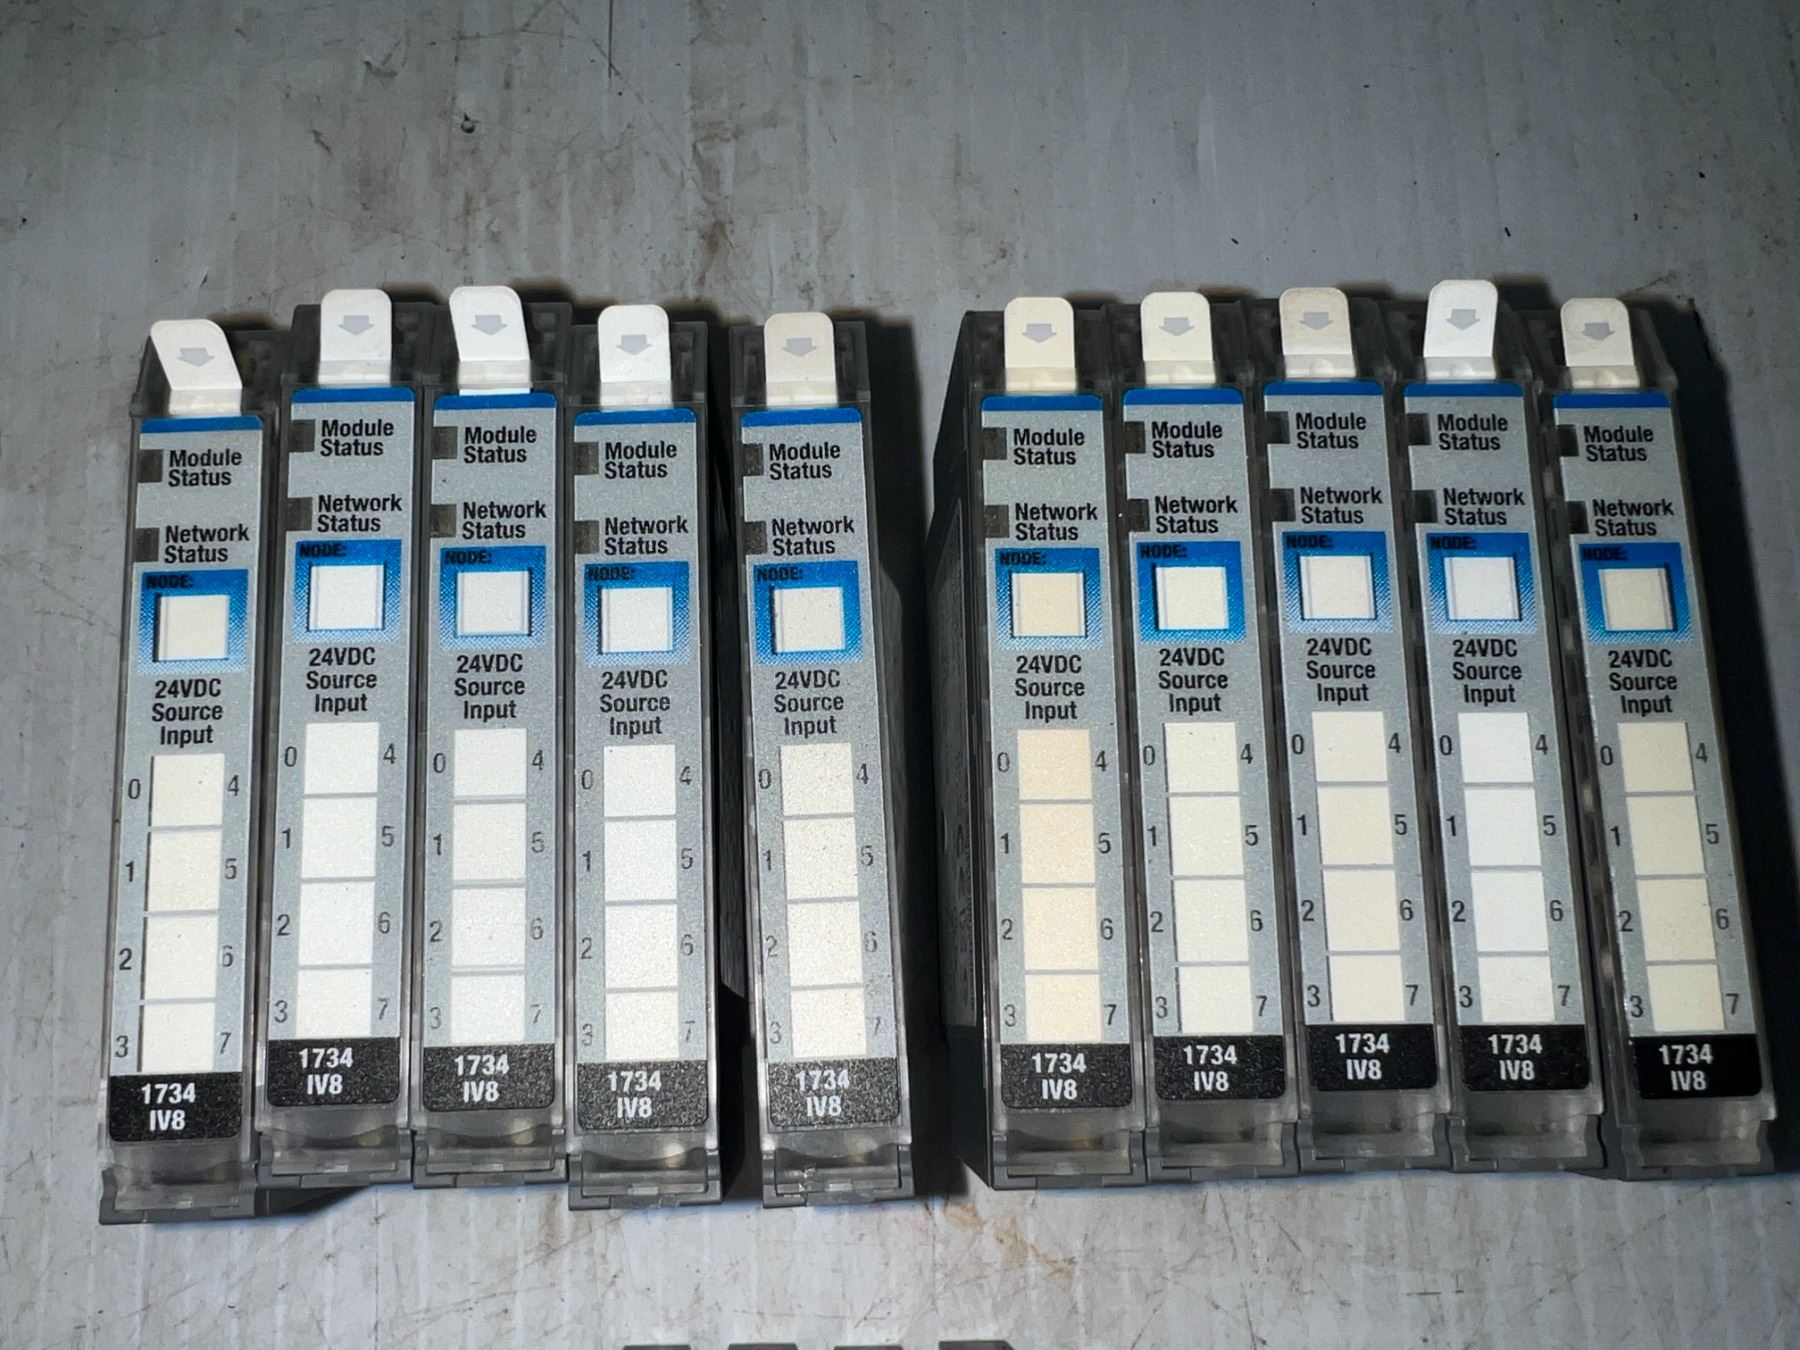 Module
Status
Network
Status
NODE:
24VDC
Source
Input
0 4
1 5
2 6
3 7
1734
IV8
Module
Status
Network
Status
NODE:
24VDC
Source
Input
0 4
1 5
2 6
3 7
1734
IV8
Module
Status
Network
Status
NODE:
24VDC
Source
Input
0 4
1 5
2 6
3 7
1734
IV8
Module
Status
Network
Status
NODE:
24VDC
Source
Input
0 4
1 5
2 6
3 7
1734
IV8
Module
Status
Network
Status
NODE:
24VDC
Source
Input
0 4
1 5
2 6
3 7
1734
IV8
Module
Status
Network
Status
NODE:
24VDC
Source
Input
0 4
1 5
2 6
3 7
1734
IV8
Module
Status
Network
Status
NODE:
24VDC
Source
Input
0 4
1 5
2 6
3 7
1734
IV8
Module
Status
Network
Status
NODE:
24VDC
Source
Input
0 4
1 5
2 6
3 7
1734
IV8
Module
Status
Network
Status
NODE:
24VDC
Source
Input
0 4
1 5
2 6
3 7
1734
IV8
Module
Status
Network
Status
NODE:
24VDC
Source
Input
0 4
1 5
2 6
3 7
1734
IV8